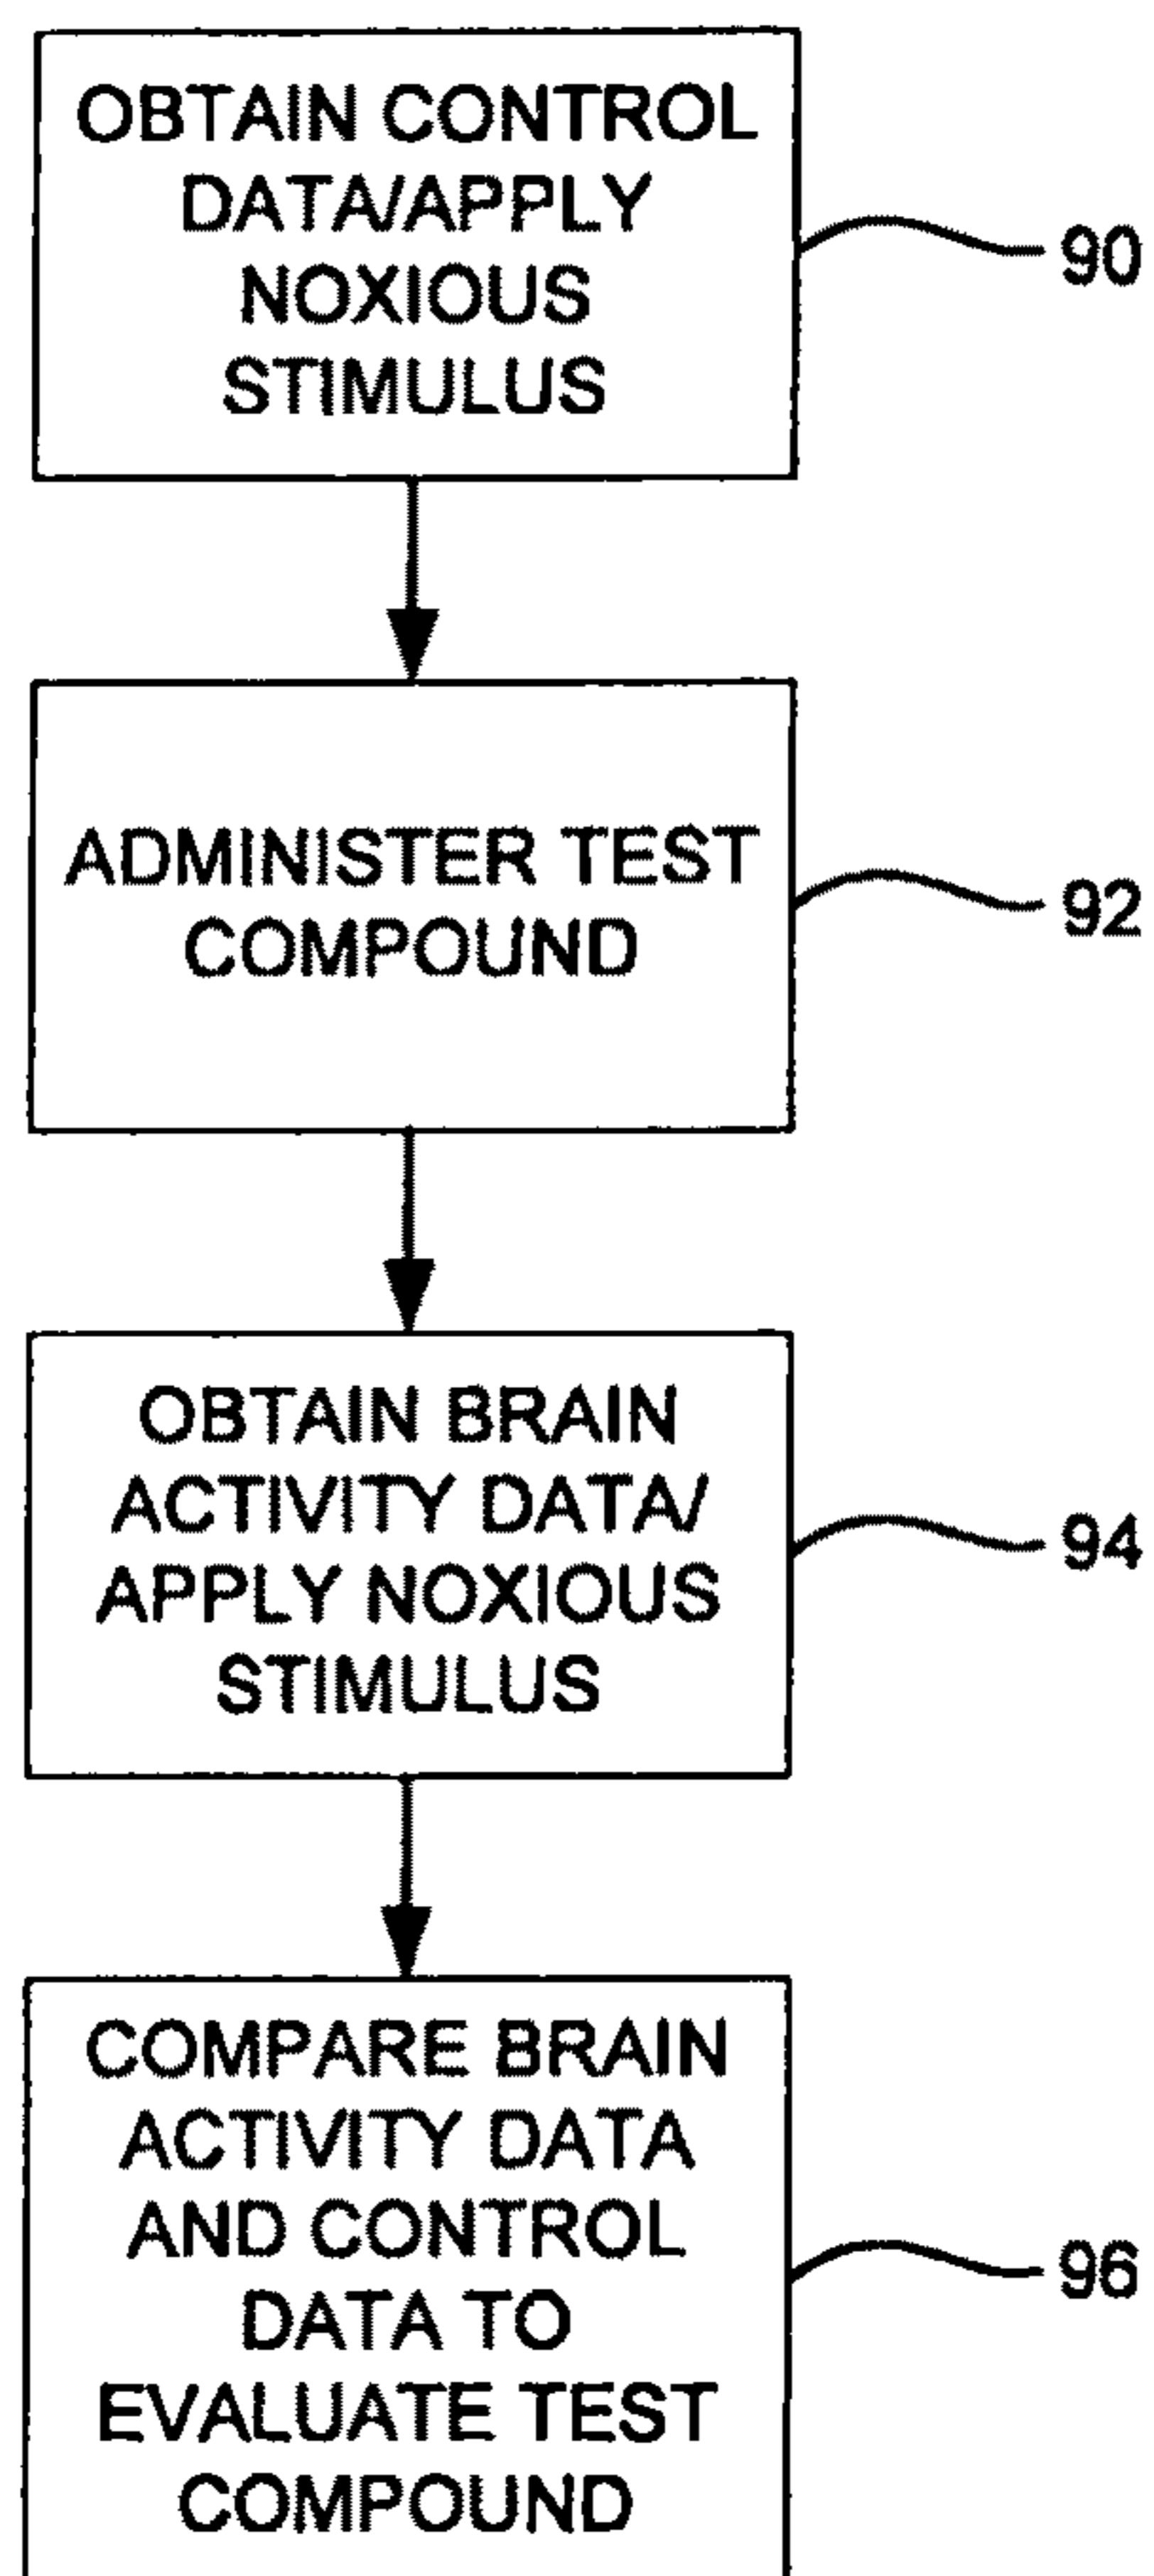 OBTAIN CONTROL
DATA/APPLY
NOXIOUS
STIMULUS
90
ADMINISTER TEST
COMPOUND
92
OBTAIN BRAIN
ACTIVITY DATA/
APPLY NOXIOUS
STIMULUS
94
COMPARE BRAIN
ACTIVITY DATA
AND CONTROL
DATA TO
EVALUATE TEST
COMPOUND
96